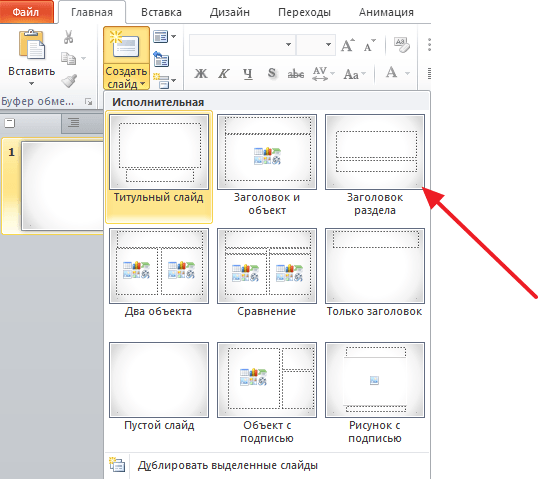 Файл Главная Вставка Дизайн Переходы Анимация
Вставить
Создать
слайд
Ж К Ч S abc AV Aa A
Буфер обме...
Исполнительная
1
Титульный слайд
Заголовок и
объект
Заголовок
раздела
Два объекта
Сравнение
Только заголовок
Пустой слайд
Объект с
подписью
Рисунок с
подписью
Дублировать выделенные слайды